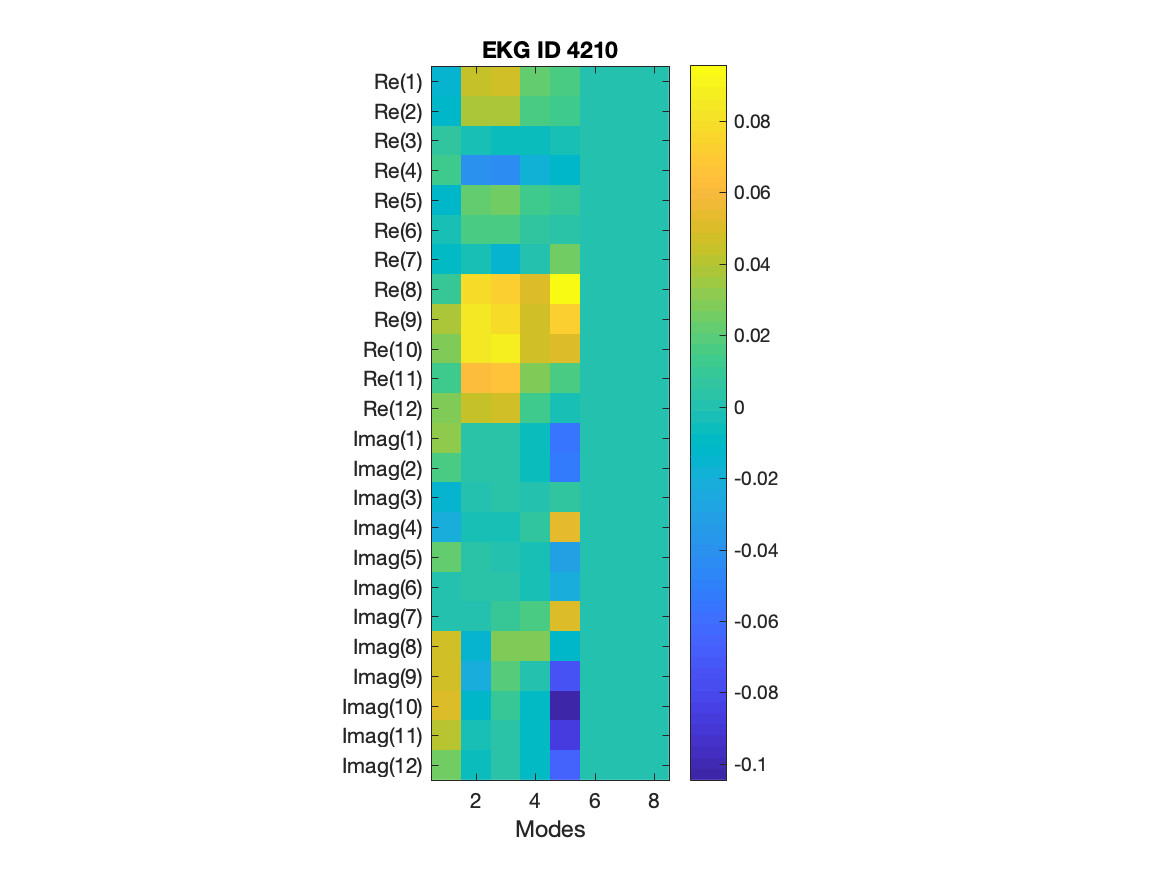 EKG ID 4210
Re(1)
Re(2)
Re(3)
Re(4)
Re(5)
Re(6)
Re(7)
Re(8)
Re(9)
Re(10)
Re(11)
Re(12)
Imag(1)
Imag(2)
Imag(3)
Imag(4)
Imag(5)
Imag(6)
Imag(7)
Imag(8)
Imag(9)
Imag(10)
Imag(11)
Imag(12)
2 4 6 8
Modes
0.08
0.06
0.04
0.02
0
-0.02
-0.04
-0.06
-0.08
-0.1